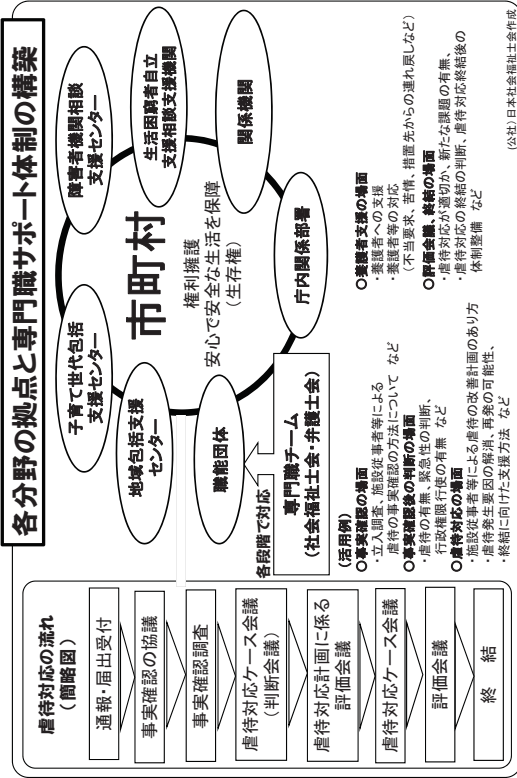 各分野の拠点と専門職サポート体制の構築
虐待対応の流れ
（簡略図）
通報・届出受付
事実確認の協議
事実確認調査
虐待対応ケース会議
（判断会議）
虐待対応計画に係る
評価会議
虐待対応ケース会議
評価会議
終　結
子育て世代包括
支援センター
障害者機関相談
支援センター
地域包括支援
センター
生活困窮者自立
支援相談支援機関
市町村
権利擁護
安心で安全な生活を保障
（生存権）
関係機関
職能団体
庁内関係部署
各段階で対応
専門職チーム
（社会福祉士会・弁護士会）
（活用例）
○事実確認の場面
・立入調査、施設従事者等による
虐待の事実確認の方法について　など
○事実確認後の判断の場面
・虐待の有無、緊急性の判断、
行政権限行使の有無　など
○虐待対応の場面
・施設従事者等による虐待の改善計画のあり方
・虐待発生要因の解消、再発の可能性、
・終結に向けた支援方法　など
○養護者支援の場面
・養護者への支援
・養護者等の対応
（不当要求、苦情、措置先からの連れ戻しなど）
○評価会議、終結の場面
・虐待対応が適切か、新たな課題の有無、
・虐待対応の終結の判断、虐待対応終結後の
体制整備　など
（公社）日本社会福祉士会作成